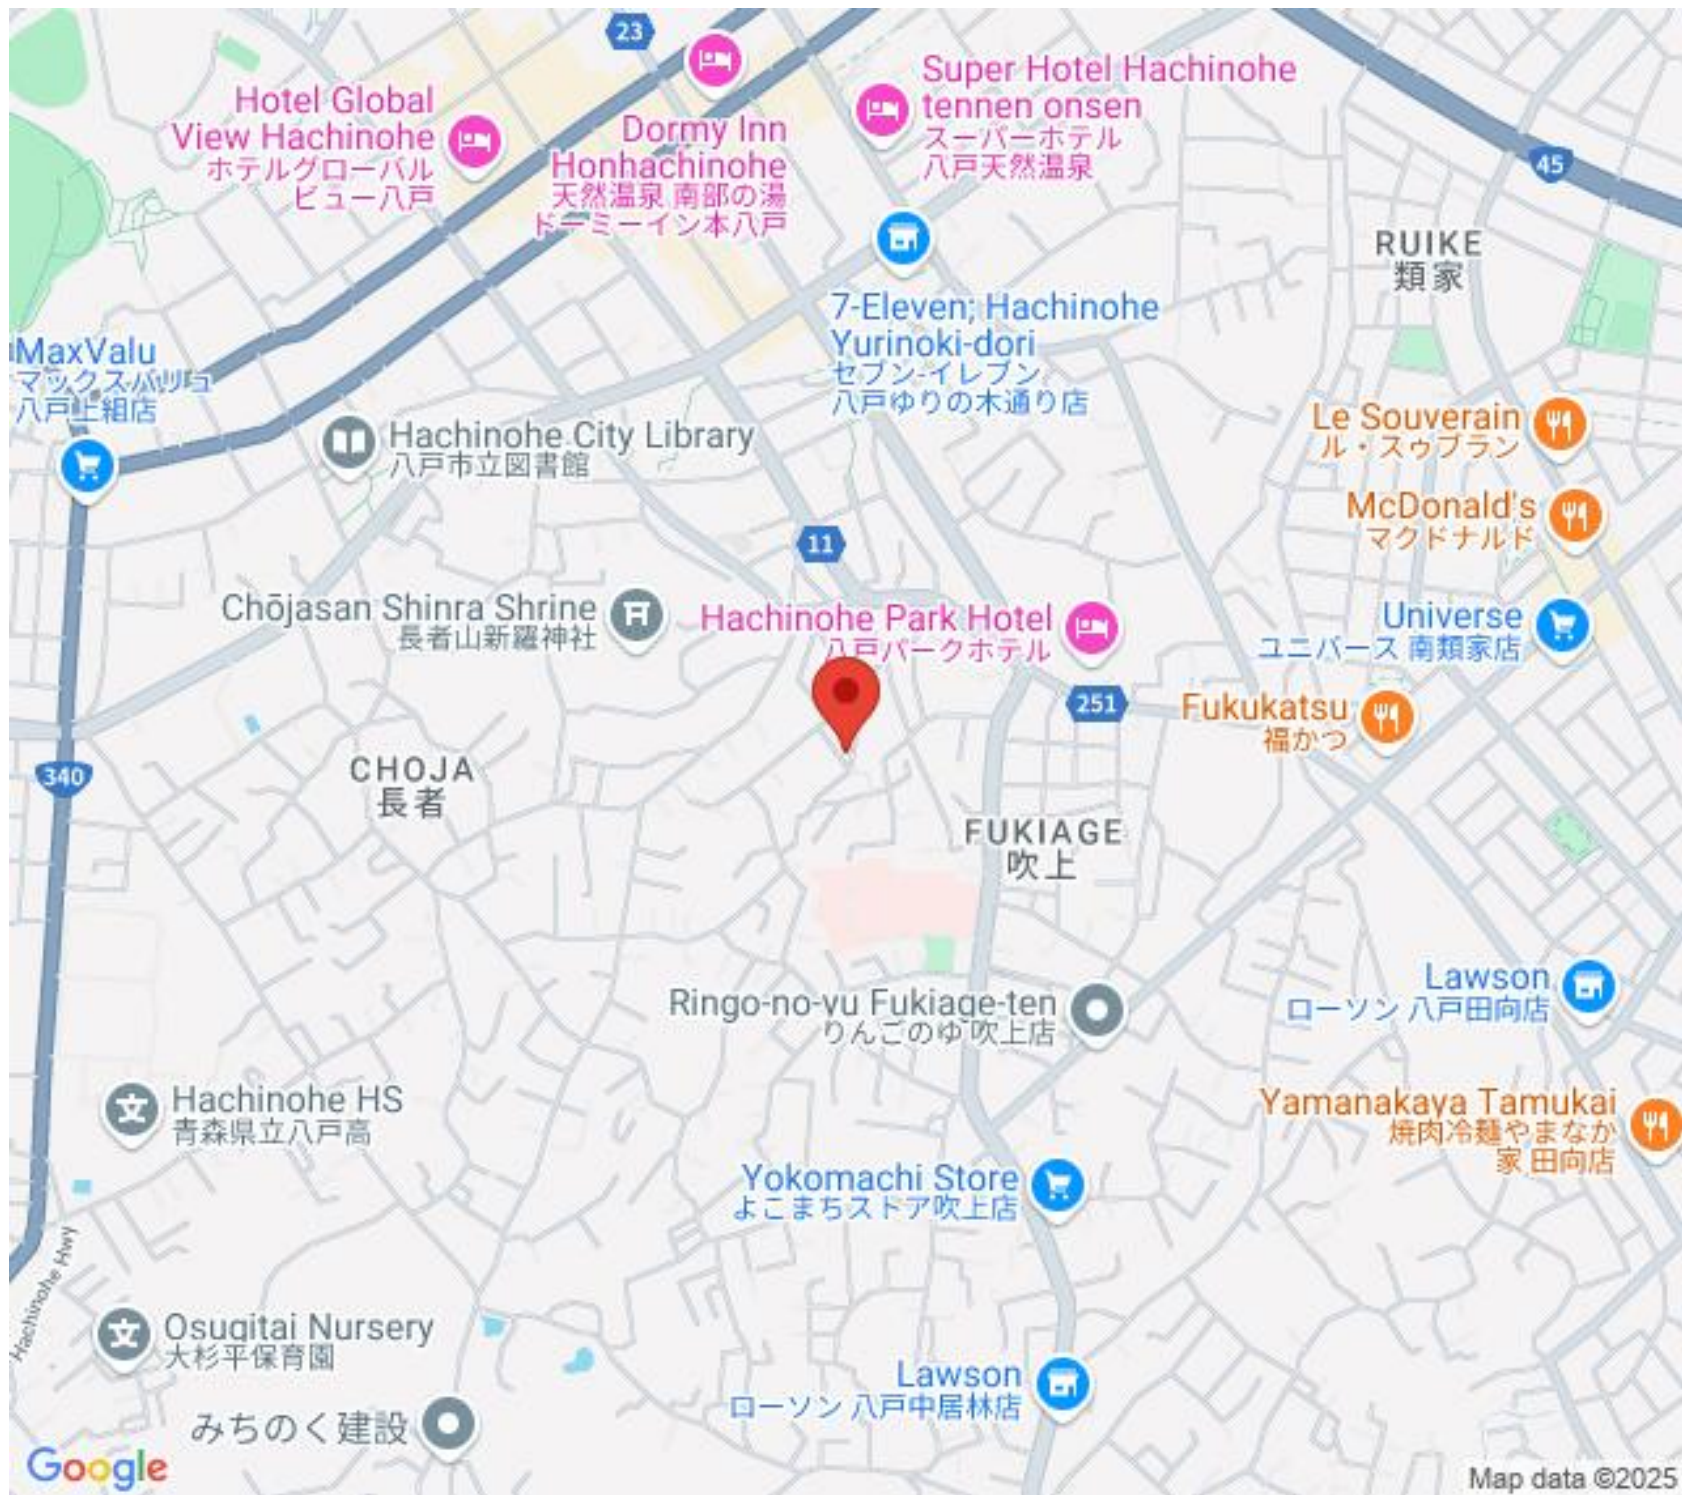 23
Hotel Global
View Hachinohe
ホテルグローバル
ビュー八戸
Dormy Inn
Honhachinohe
天然温泉 南部の湯
ドーミーイン本八戸
Super Hotel Hachinohe
tennen onsen
スーパーホテル
八戸天然温泉
45
RUIKE
類家
7-Eleven; Hachinohe
Yurinoki-dori
セブン-イレブン
八戸ゆりの木通り店
MaxValu
マックスバリュ
八戸上組店
Hachinohe City Library
八戸市立図書館
Le Souverain
ル・スゥブラン
McDonald's
マクドナルド
11
Chōjasan Shinra Shrine
長者山新羅神社
Hachinohe Park Hotel
八戸パークホテル
Universe
ユニバース 南類家店
251
Fukukatsu
福かつ
340
CHOJA
長者
FUKIAGE
吹上
Ringo-no-yu Fukiage-ten
りんごのゆ 吹上店
Lawson
ローソン 八戸田向店
Hachinohe HS
青森県立八戸高
Yamanakaya Tamukai
焼肉冷麺やまなか
家 田向店
Yokomachi Store
よこまちストア吹上店
Hachinohe Hwy
Osugitai Nursery
大杉平保育園
Lawson
ローソン 八戸中居林店
みちのく建設
Google
Map data ©2025